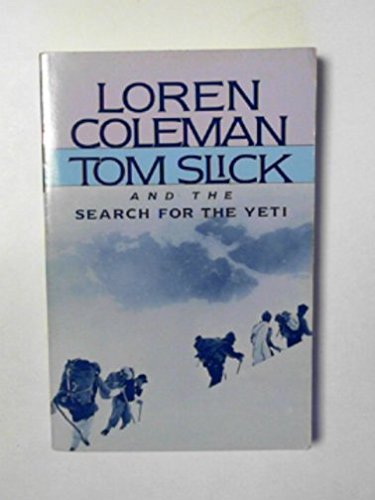 LOREN
COLEMAN
TOM SLICK
AND THE
SEARCH FOR THE YETI